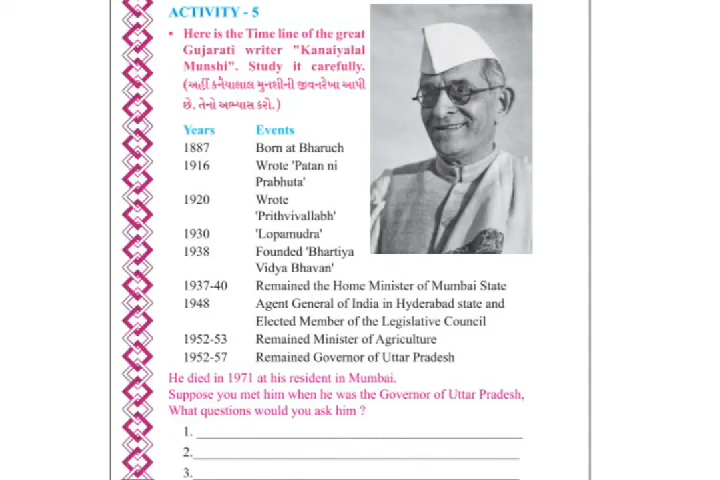 ACTIVITY - 5
• Here is the Time line of the great
Gujarati writer "Kanaiyalal
Munshi". Study it carefully.
(અહીં કનૈયાલાલ મુનશીની જીવનરેખા આપી
છે. તેનો અભ્યાસ કરો.)
Years Events
1887 Born at Bharuch
1916 Wrote 'Patan ni
Prabhuta'
1920 Wrote
'Prithvivallabh'
1930 'Lopamudra'
1938 Founded 'Bhartiya
Vidya Bhavan'
1937-40 Remained the Home Minister of Mumbai State
1948 Agent General of India in Hyderabad state and
Elected Member of the Legislative Council
1952-53 Remained Minister of Agriculture
1952-57 Remained Governor of Uttar Pradesh
He died in 1971 at his resident in Mumbai.
Suppose you met him when he was the Governor of Uttar Pradesh,
What questions would you ask him ?
1.
2.
3.